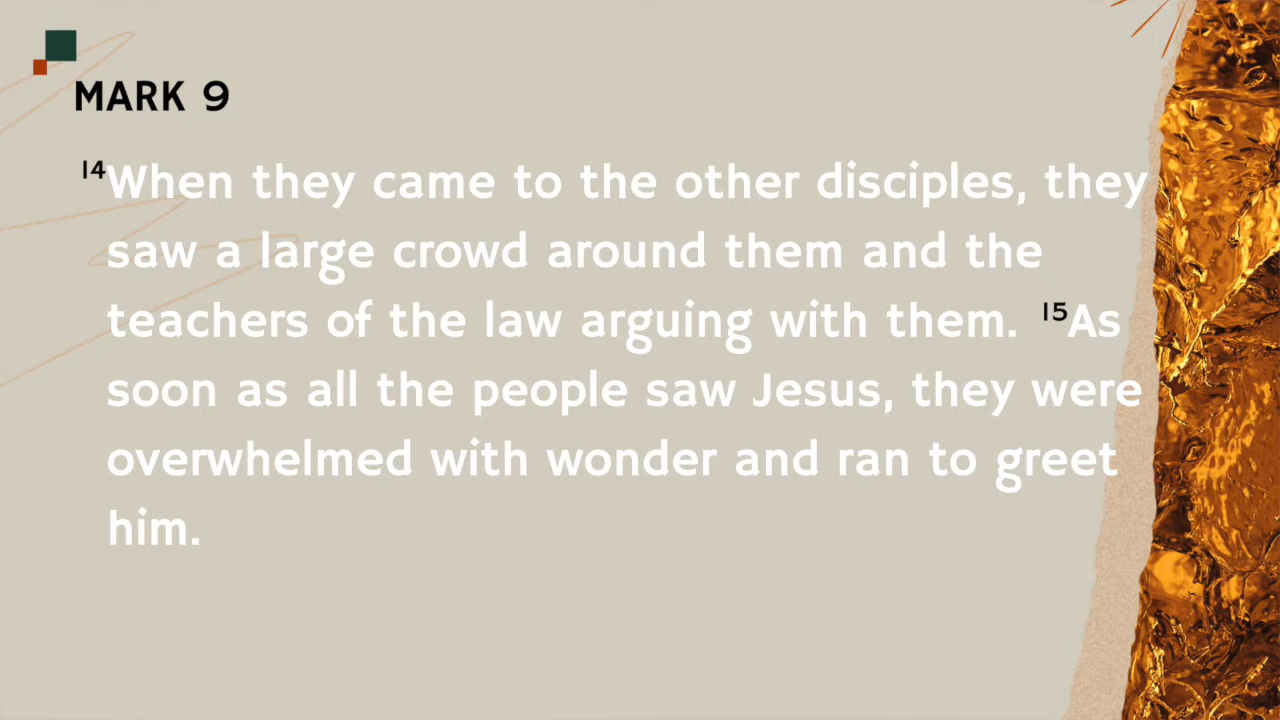 MARK 9
14When they came to the other disciples, they
saw a large crowd around them and the
teachers of the law arguing with them. 15As
soon as all the people saw Jesus, they were
overwhelmed with wonder and ran to greet
him.